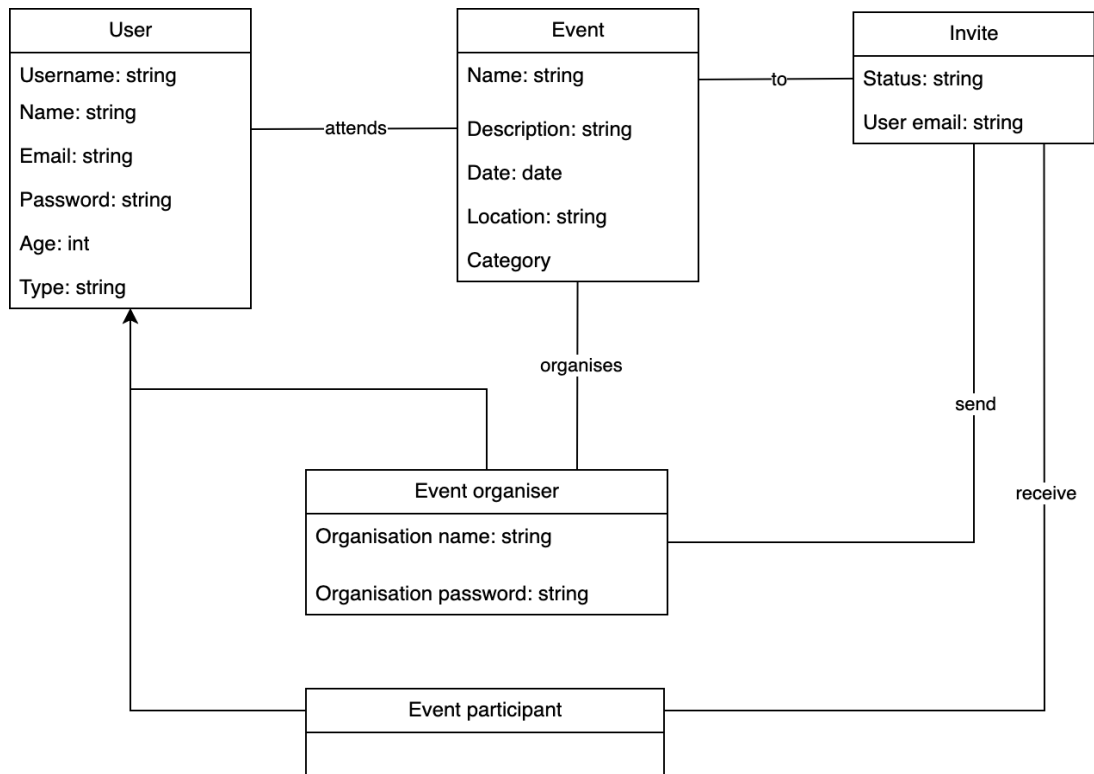 User
Username: string
Name: string
Email: string
Password: string
Age: int
Type: string
attends
Event
Name: string
Description: string
Date: date
Location: string
Category
to
Invite
Status: string
User email: string
organises
send
receive
Event organiser
Organisation name: string
Organisation password: string
Event participant